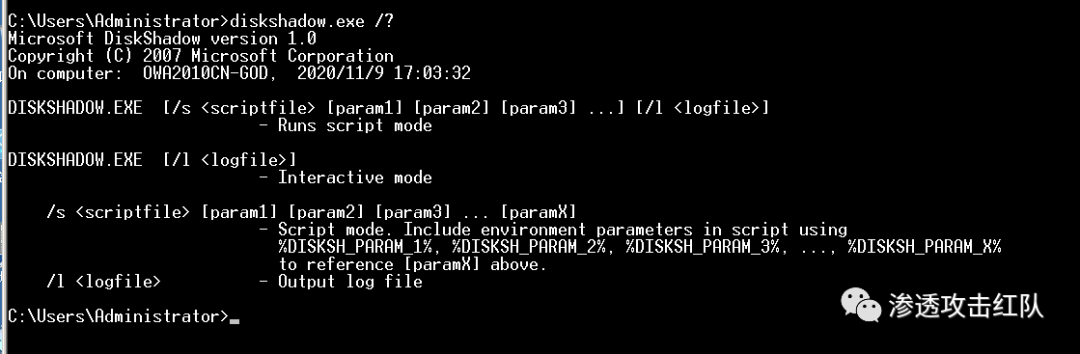 C:\Users\Administrator>diskshadow.exe /?
Microsoft DiskShadow version 1.0
Copyright (C) 2007 Microsoft Corporation
On computer:  OWA2010CN-GOD,  2020/11/9 17:03:32
DISKSHADOW.EXE  [/s <scriptfile> [param1] [param2] [param3] ...] [/l <logfile>]
- Runs script mode
DISKSHADOW.EXE  [/l <logfile>]
- Interactive mode
/s <scriptfile> [param1] [param2] [param3] ... [paramX]
- Script mode. Include environment parameters in script using
%DISKSH_PARAM_1%, %DISKSH_PARAM_2%, %DISKSH_PARAM_3%, ..., %DISKSH_PARAM_X%
to reference [paramX] above.
/l <logfile>            - Output log file
C:\Users\Administrator>_
渗透攻击红队